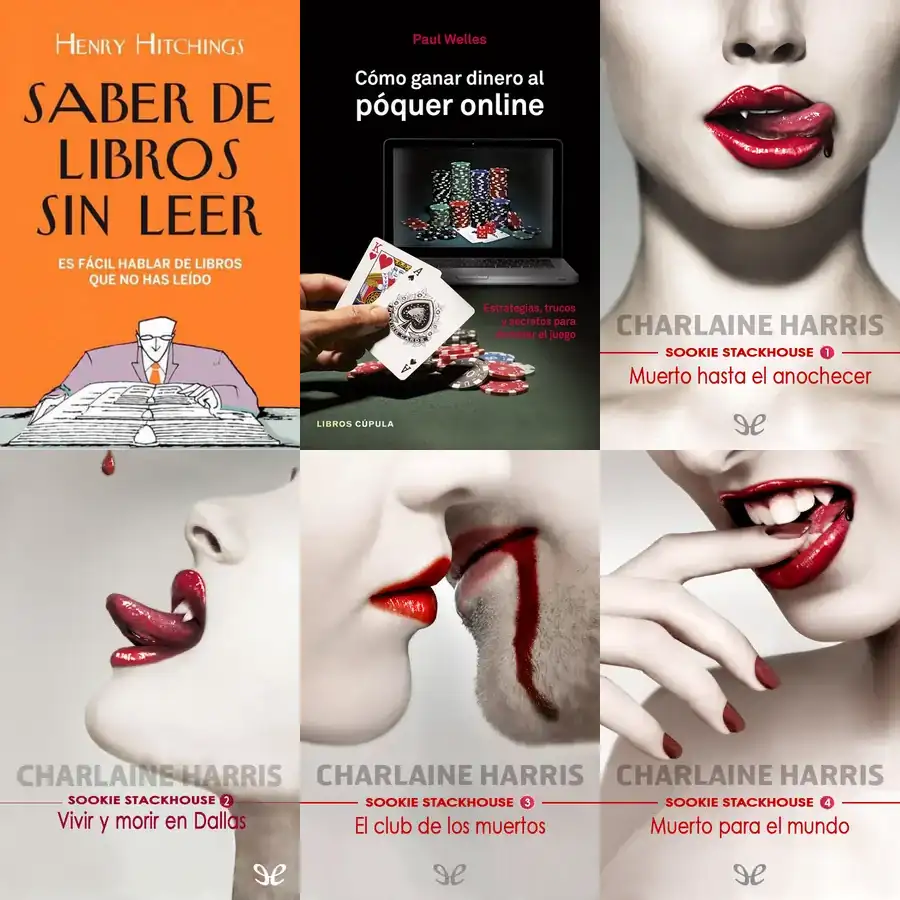 HENRY HITCHINGS
SABER DE
LIBROS
SIN LEER
ES FÁCIL HABLAR DE LIBROS
QUE NO HAS LEÍDO
Paul Welles
Cómo ganar dinero al
póquer online
Estrategias, trucos
y secretos para
el juego
LIBROS CÚPULA
CHARLAINE HARRIS
SOOKIE STACKHOUSE 1
Muerto hasta el anochecer
CHARLAINE HARRIS
SOOKIE STACKHOUSE 2
Vivir y morir en Dallas
CHARLAINE HARRIS
SOOKIE STACKHOUSE 3
El club de los muertos
CHARLAINE HARRIS
SOOKIE STACKHOUSE 4
Muerto para el mundo